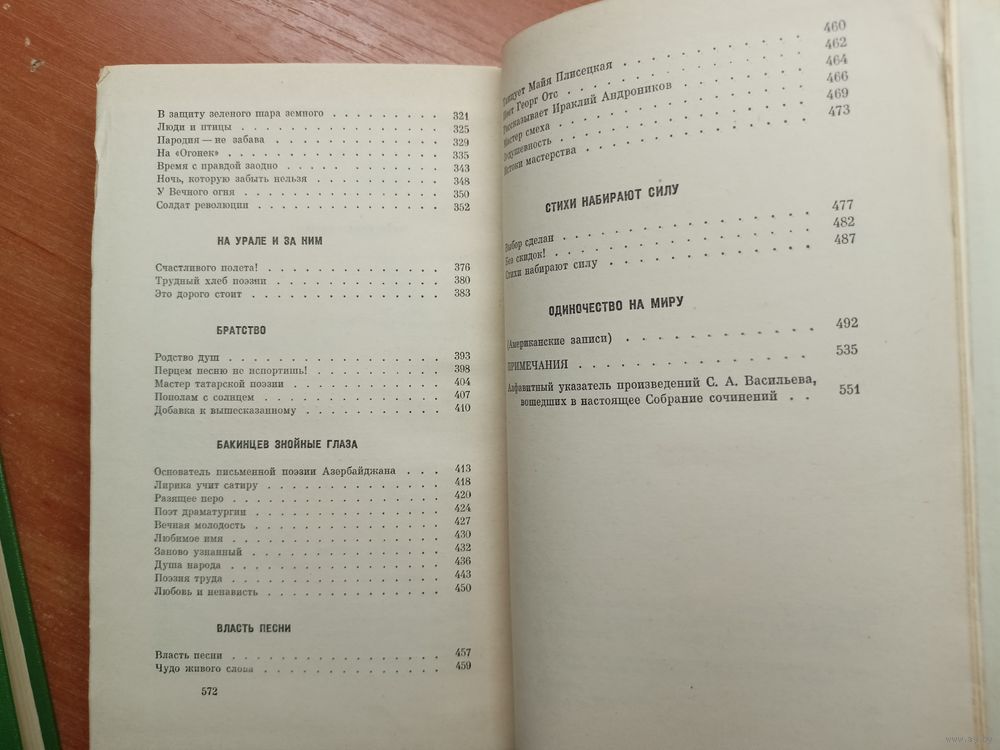 В защиту зеленого шара земного . . . . . . . . 321
Люди и птицы . . . . . . . . . . . . . 325
Пародия — не забава . . . . . . . . . . . 329
На «Огонек» . . . . . . . . . . . . . 335
Время с правдой заодно . . . . . . . . . . 343
Ночь, которую забыть нельзя . . . . . . . . 348
У Вечного огня . . . . . . . . . . . . 350
Солдат революции . . . . . . . . . . . . 352
НА УРАЛЕ И ЗА НИМ
Счастливого полета! . . . . . . . . . . . 376
Трудный хлеб поэзии . . . . . . . . . . . 380
Это дорого стоит . . . . . . . . . . . . 383
БРАТСТВО
Родство душ . . . . . . . . . . . . . 393
Перцем песню не испортишь! . . . . . . . . 398
Мастер татарской поэзии . . . . . . . . . . 404
Пополам с солнцем . . . . . . . . . . . 407
Добавка к вышесказанному . . . . . . . . . 410
БАКИНЦЕВ ЗНОЙНЫЕ ГЛАЗА
Основатель письменной поэзии Азербайджана . . . 413
Лирика учит сатиру . . . . . . . . . . . 418
Разящее перо . . . . . . . . . . . . . 420
Поэт драматургии . . . . . . . . . . . . 424
Вечная молодость . . . . . . . . . . . . 427
Любимое имя . . . . . . . . . . . . . 430
Заново узнанный . . . . . . . . . . . . 432
Душа народа . . . . . . . . . . . . . 436
Поэзия труда . . . . . . . . . . . . . 443
Любовь и ненависть . . . . . . . . . . . 450
ВЛАСТЬ ПЕСНИ
Власть песни . . . . . . . . . . . . . 457
Чудо живого слова . . . . . . . . . . . 459
572
Танцует Майя Плисецкая . . . . . . . . . 460
Поет Георг Отс . . . . . . . . . . . . 462
Рассказывает Ираклий Андроников . . . . . . 464
Мастер смеха . . . . . . . . . . . . . 466
. . . . . . . . . . . . . 469
Истоки мастерства . . . . . . . . . . . 473
СТИХИ НАБИРАЮТ СИЛУ
Выбор сделан . . . . . . . . . . . . . 477
Без скидок! . . . . . . . . . . . . . 482
Стихи набирают силу . . . . . . . . . . 487
ОДИНОЧЕСТВО НА МИРУ
(Американские записи) . . . . . . . . . . 492
ПРИМЕЧАНИЯ . . . . . . . . . . . . 535
Алфавитный указатель произведений С. А. Васильева,
вошедших в настоящее Собрание сочинений . . 551